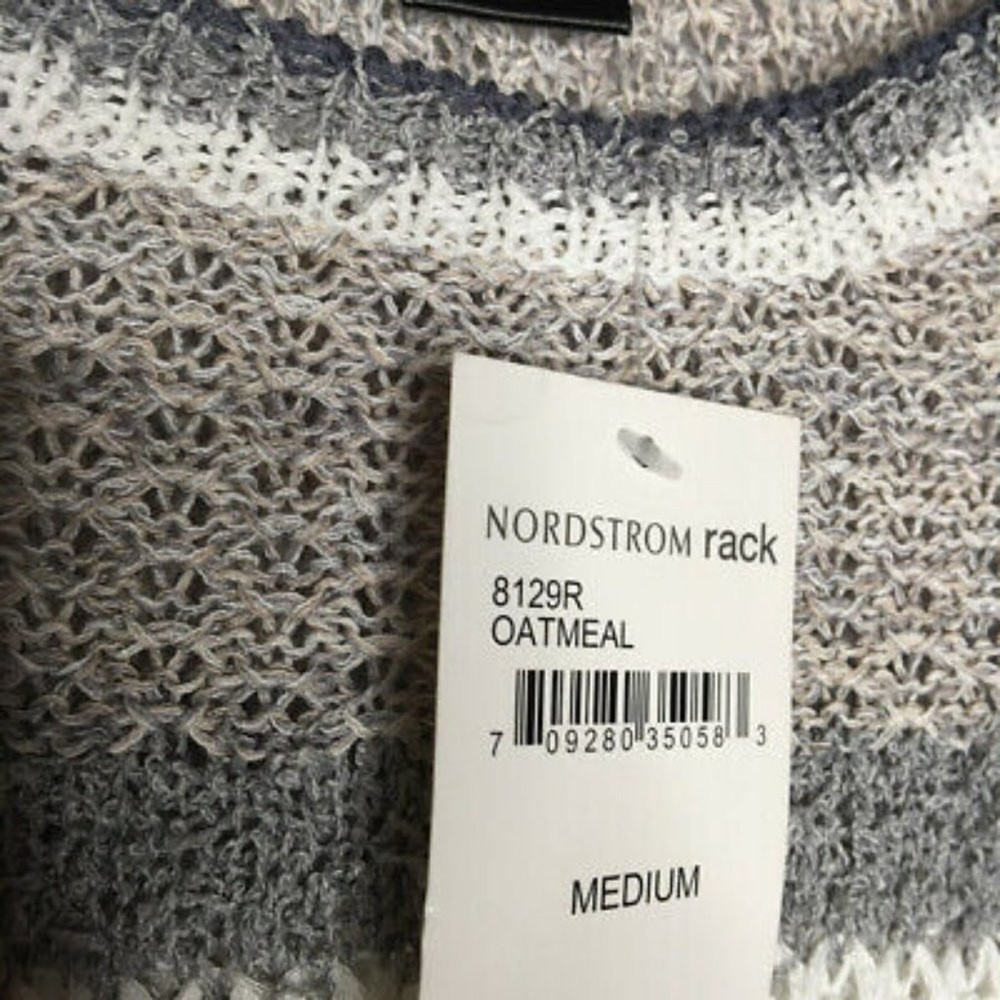 NORDSTROM rack
8129R
OATMEAL
7 09280 35058 3
MEDIUM